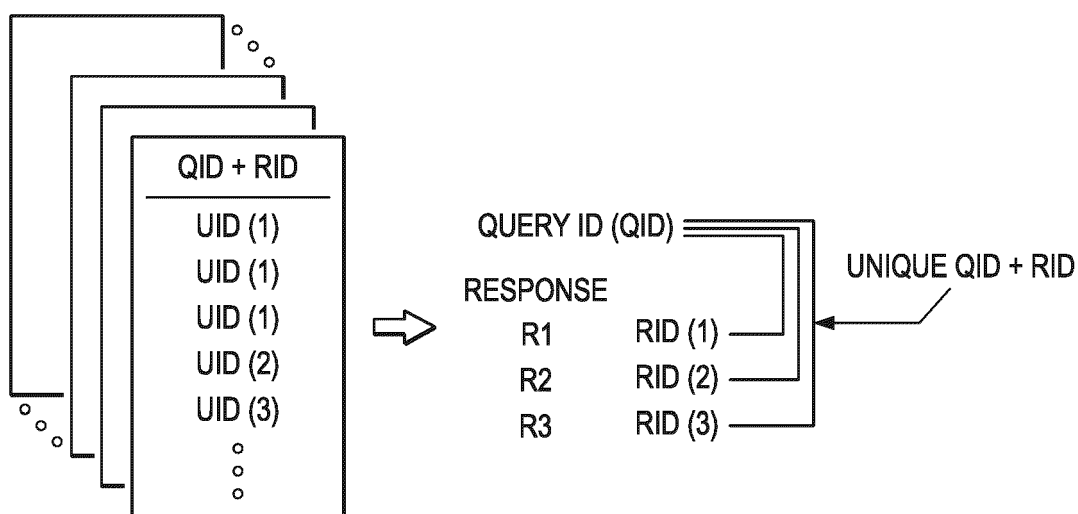 QID + RID
UID (1)
UID (1)
UID (1)
UID (2)
UID (3)
QUERY ID (QID)
RESPONSE
R1 RID (1)
R2 RID (2)
R3 RID (3)
UNIQUE QID + RID